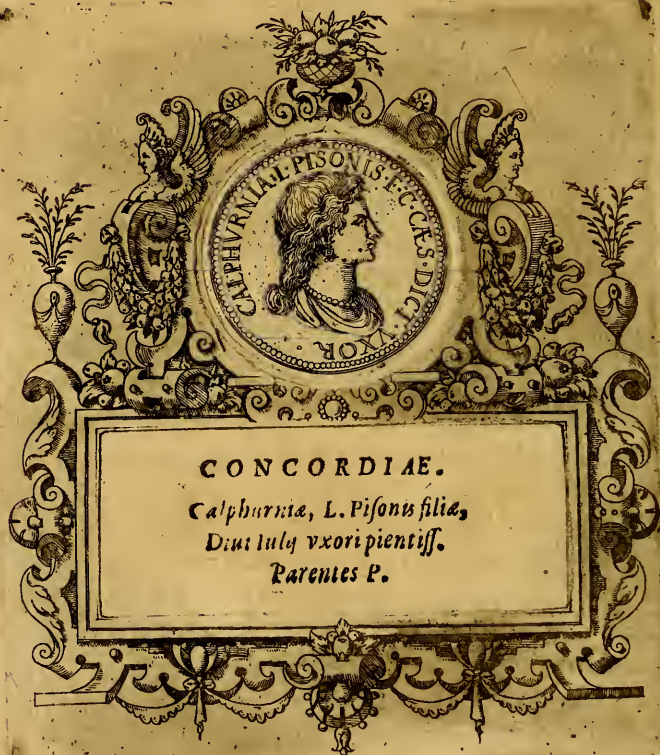 CALPHVRNIA·L·PISONIS·F·C·CÆS·DICT·VXOR·
CONCORDIAE.
Calphurniæ, L. Piſonis filiæ,
Diui Iulij vxori pientiſſ.
Parentes P.